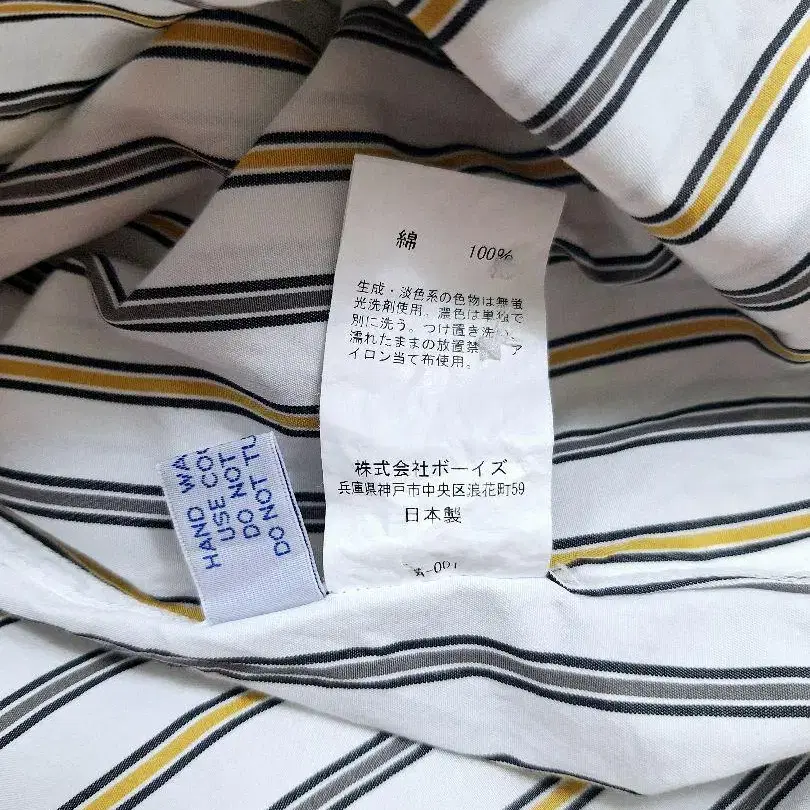 綿 100%
生成・淡色系の色物は無蛍
光洗剤使用、濃色は単独で
別に洗う。つけ置き洗い、
濡れたままの放置禁 ア
イロン当て布使用。
株式会社ボーイズ
兵庫県神戸市中央区浪花町59
日本製
-001
HAND WA
USE COO
DO NOT
DO NOT TU